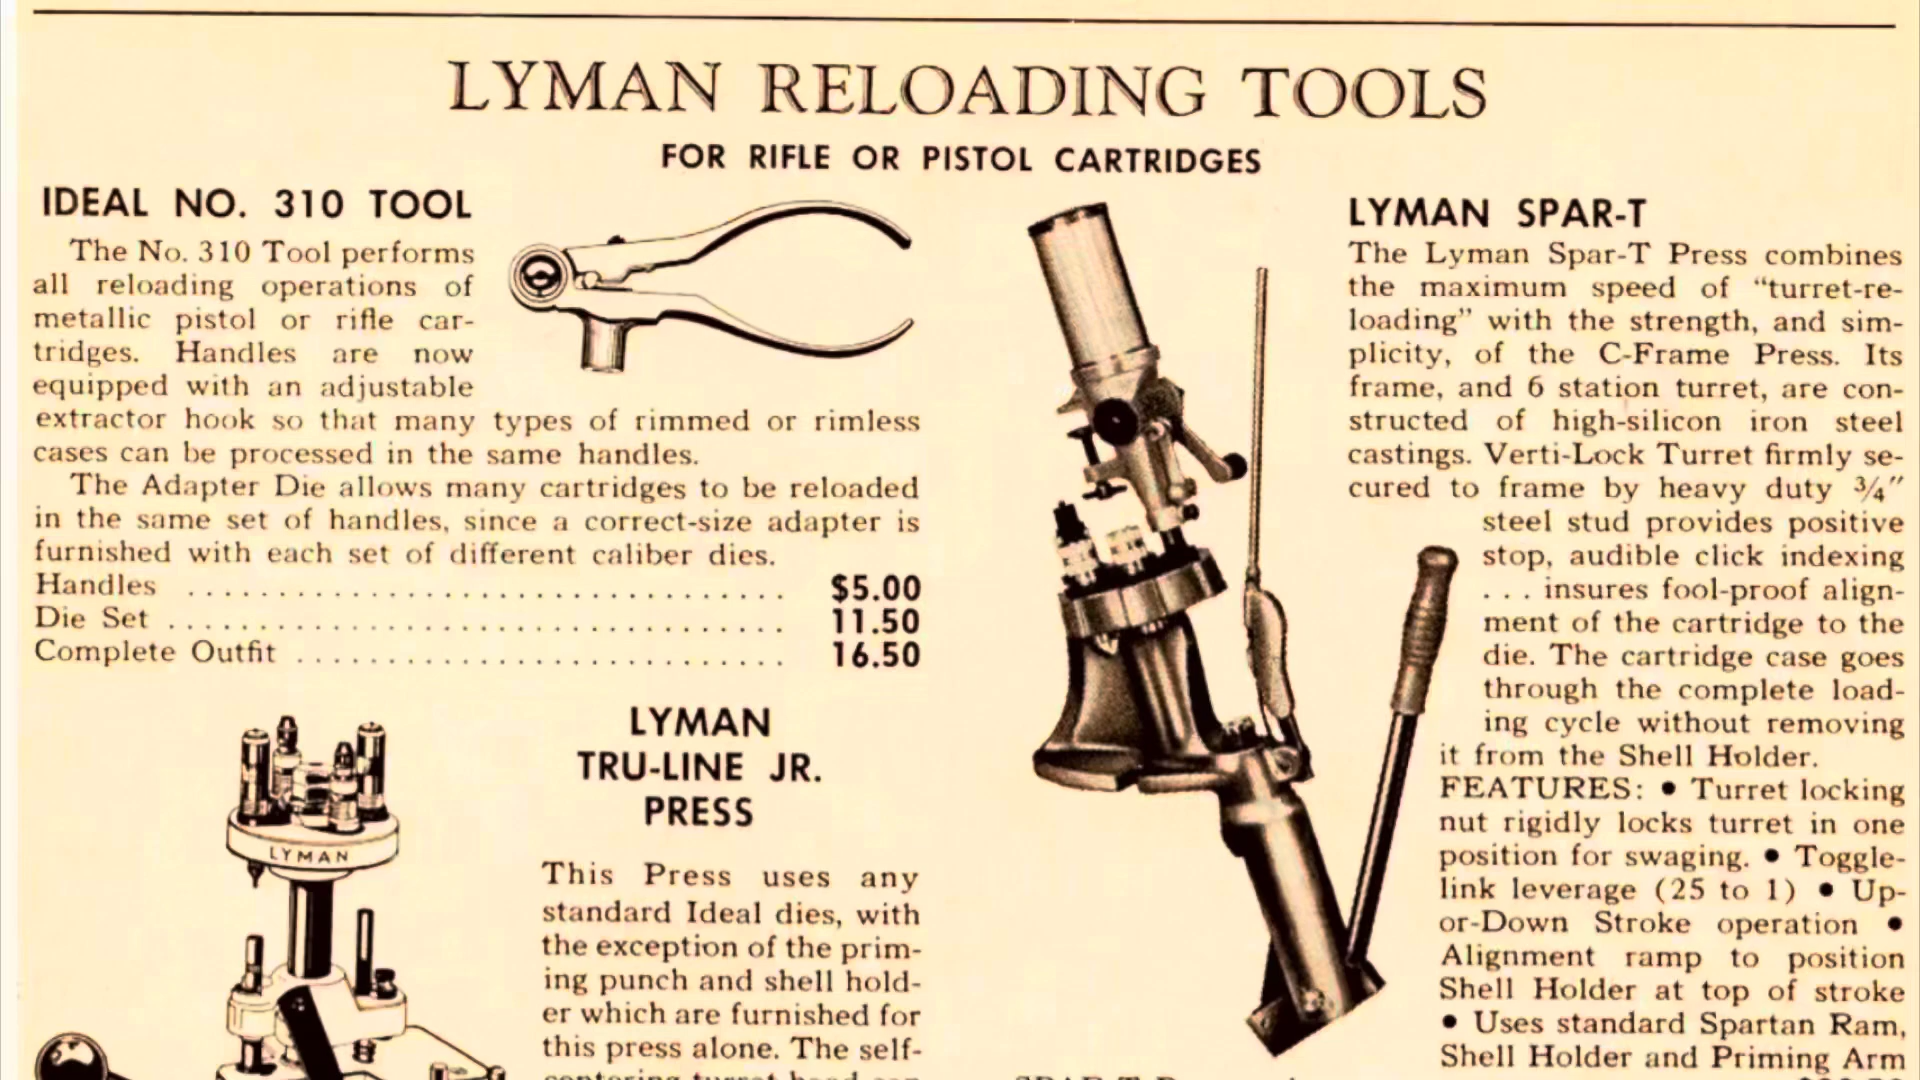 LYMAN RELOADING TOOLS
FOR RIFLE OR PISTOL CARTRIDGES
IDEAL NO. 310 TOOL
The No. 310 Tool performs
all reloading operations of
metallic pistol or rifle car-
tridges. Handles are now
equipped with an adjustable
extractor hook so that many types of rimmed or rimless
cases can be processed in the same handles.
The Adapter Die allows many cartridges to be reloaded
in the same set of handles, since a correct-size adapter is
furnished with each set of different caliber dies.
Handles .................................... $5.00
Die Set ..................................... 11.50
Complete Outfit ............................. 16.50
LYMAN
TRU-LINE JR.
PRESS
LYMAN
This Press uses any
standard Ideal dies, with
the exception of the prim-
ing punch and shell hold-
er which are furnished for
this press alone. The self-
centering turret head can
LYMAN SPAR-T
The Lyman Spar-T Press combines
the maximum speed of “turret-re-
loading” with the strength, and sim-
plicity, of the C-Frame Press. Its
frame, and 6 station turret, are con-
structed of high-silicon iron steel
castings. Verti-Lock Turret firmly se-
cured to frame by heavy duty ¾″
steel stud provides positive
stop, audible click indexing
. . . insures fool-proof align-
ment of the cartridge to the
die. The cartridge case goes
through the complete load-
ing cycle without removing
it from the Shell Holder.
FEATURES: • Turret locking
nut rigidly locks turret in one
position for swaging. • Toggle-
link leverage (25 to 1) • Up-
or-Down Stroke operation •
Alignment ramp to position
Shell Holder at top of stroke
• Uses standard Spartan Ram,
Shell Holder and Priming Arm
SPAR-T